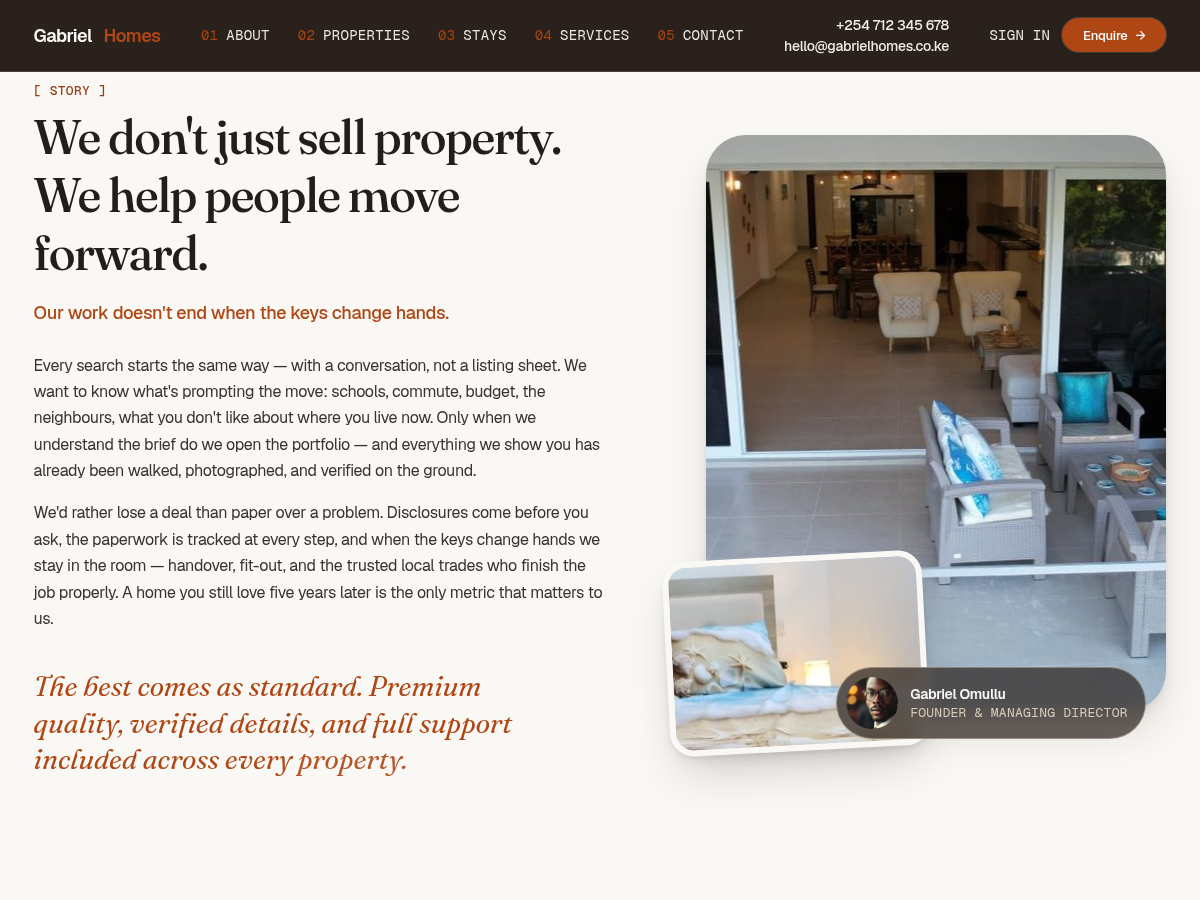 Gabriel Homes
01 ABOUT
02 PROPERTIES
03 STAYS
04 SERVICES
05 CONTACT
+254 712 345 678
hello@gabrielhomes.co.ke
SIGN IN
Enquire →
[ STORY ]
We don't just sell property.
We help people move
forward.
Our work doesn't end when the keys change hands.
Every search starts the same way — with a conversation, not a listing sheet. We
want to know what's prompting the move: schools, commute, budget, the
neighbours, what you don't like about where you live now. Only when we
understand the brief do we open the portfolio — and everything we show you has
already been walked, photographed, and verified on the ground.
We'd rather lose a deal than paper over a problem. Disclosures come before you
ask, the paperwork is tracked at every step, and when the keys change hands we
stay in the room — handover, fit-out, and the trusted local trades who finish the
job properly. A home you still love five years later is the only metric that matters to
us.
The best comes as standard. Premium
quality, verified details, and full support
included across every property.
Gabriel Omullu
FOUNDER & MANAGING DIRECTOR